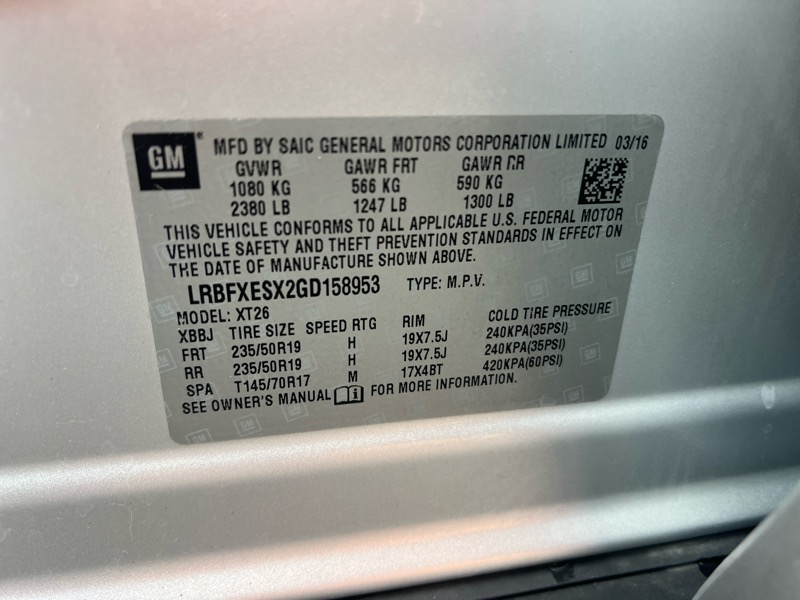 GM® MFD BY SAIC GENERAL MOTORS CORPORATION LIMITED 03/16
GVWR GAWR FRT GAWR RR
1080 KG 566 KG 590 KG
2380 LB 1247 LB 1300 LB
THIS VEHICLE CONFORMS TO ALL APPLICABLE U.S. FEDERAL MOTOR
VEHICLE SAFETY AND THEFT PREVENTION STANDARDS IN EFFECT ON
THE DATE OF MANUFACTURE SHOWN ABOVE.
LRBFXESX2GD158953 TYPE: M.P.V.
MODEL: XT26
XBBJ TIRE SIZE SPEED RTG RIM COLD TIRE PRESSURE
FRT 235/50R19 H 19X7.5J 240KPA(35PSI)
RR 235/50R19 H 19X7.5J 240KPA(35PSI)
SPA T145/70R17 M 17X4BT 420KPA(60PSI)
SEE OWNER'S MANUAL i FOR MORE INFORMATION.